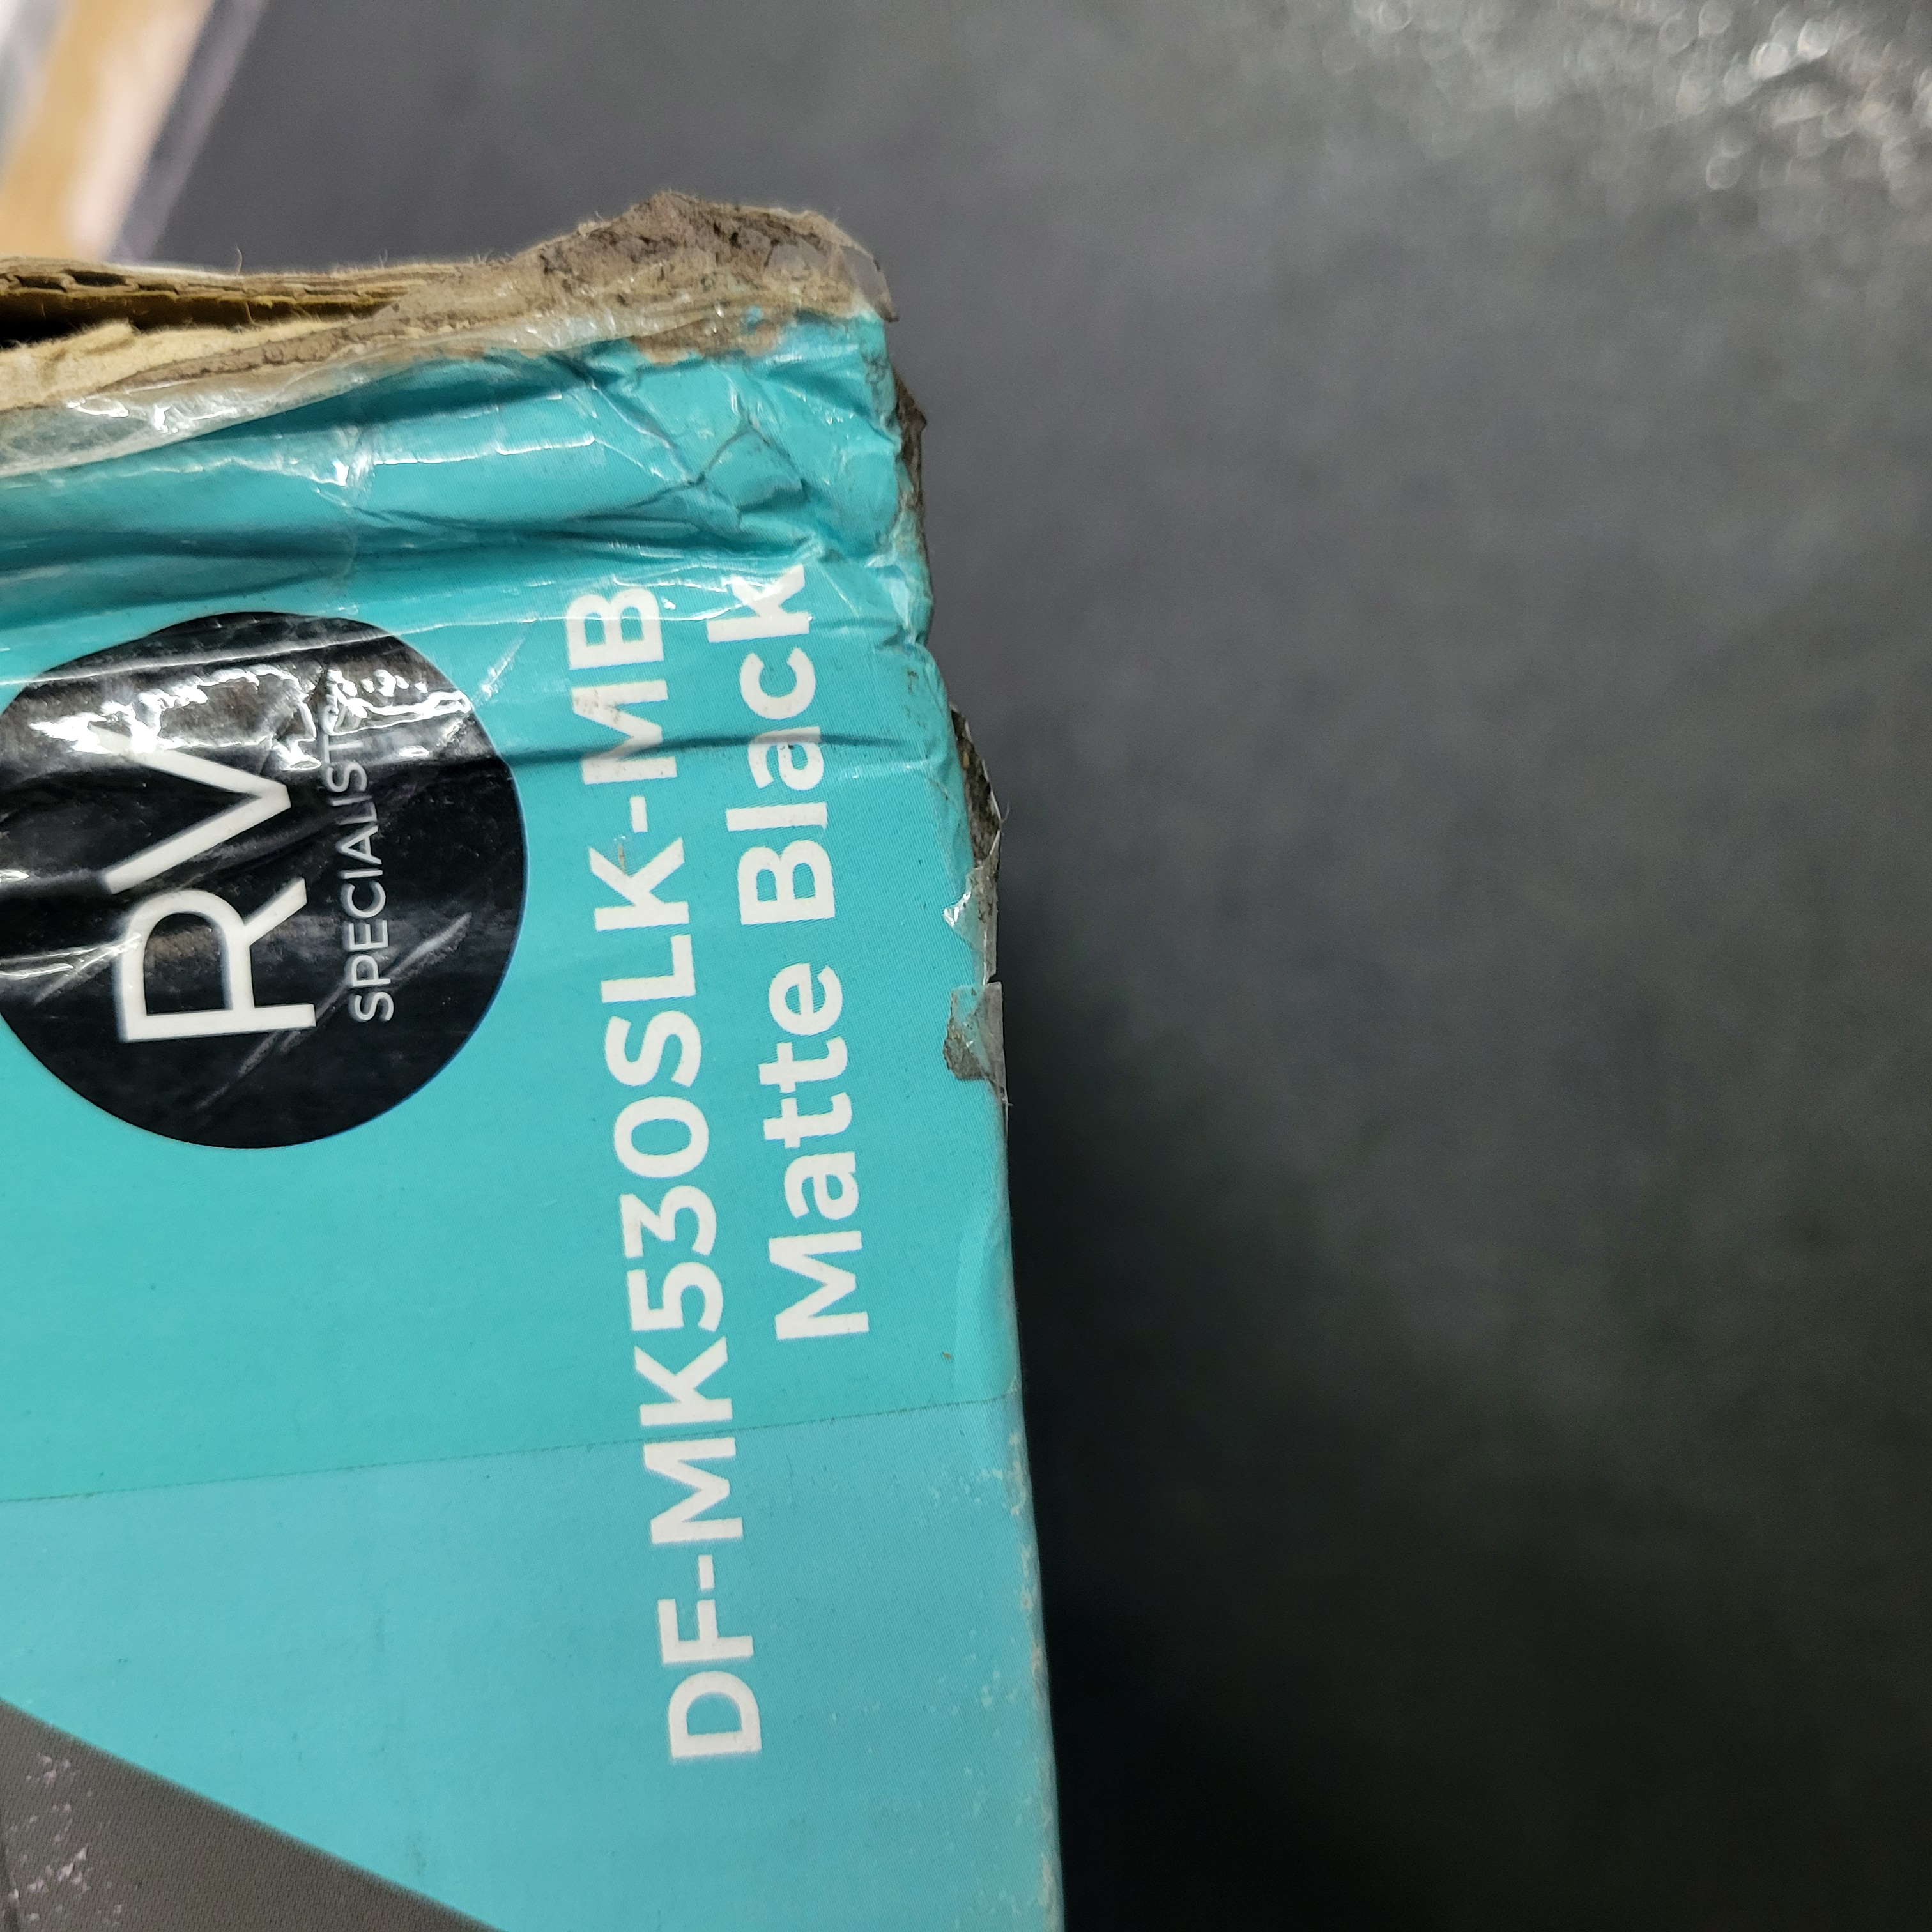 RV
SPECIALISTS
DF-MK530SLK-MB
Matte Black